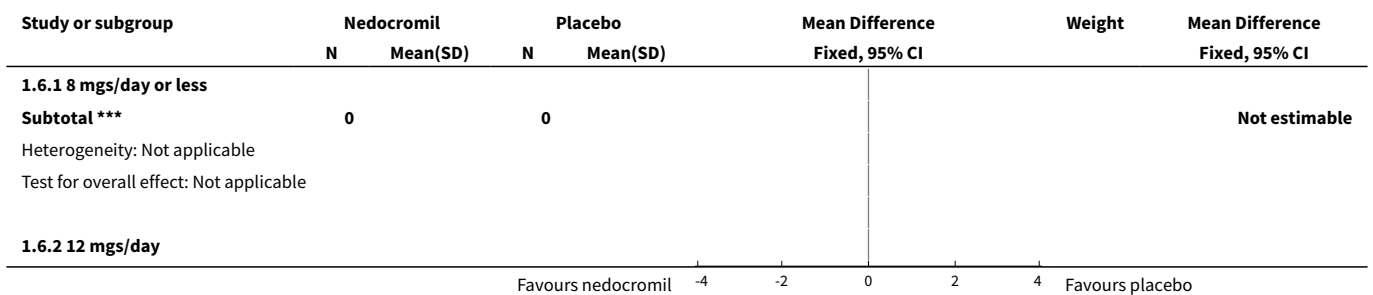 Study or subgroup Nedocromil Placebo Mean Difference Weight Mean Difference
N Mean(SD) N Mean(SD) Fixed, 95% CI Fixed, 95% CI
1.6.1 8 mgs/day or less
Subtotal *** 0 0 Not estimable
Heterogeneity: Not applicable
Test for overall effect: Not applicable
1.6.2 12 mgs/day
Favours nedocromil -4 -2 0 2 4 Favours placebo